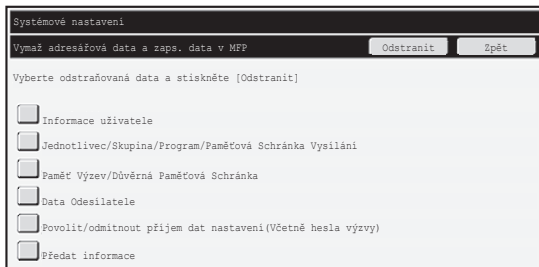 Systémové nastavení
Vymaž adresářová data a zaps. data v MFP Odstranit Zpět
Vyberte odstraňovaná data a stiskněte [Odstranit]
Informace uživatele
Jednotlivec/Skupina/Program/Paměťová Schránka Vysílání
Paměť Výzev/Důvěrná Paměťová Schránka
Data Odesilatele
Povolit/odmítnout příjem dat nastavení(Včetně hesla výzvy)
Předat informace